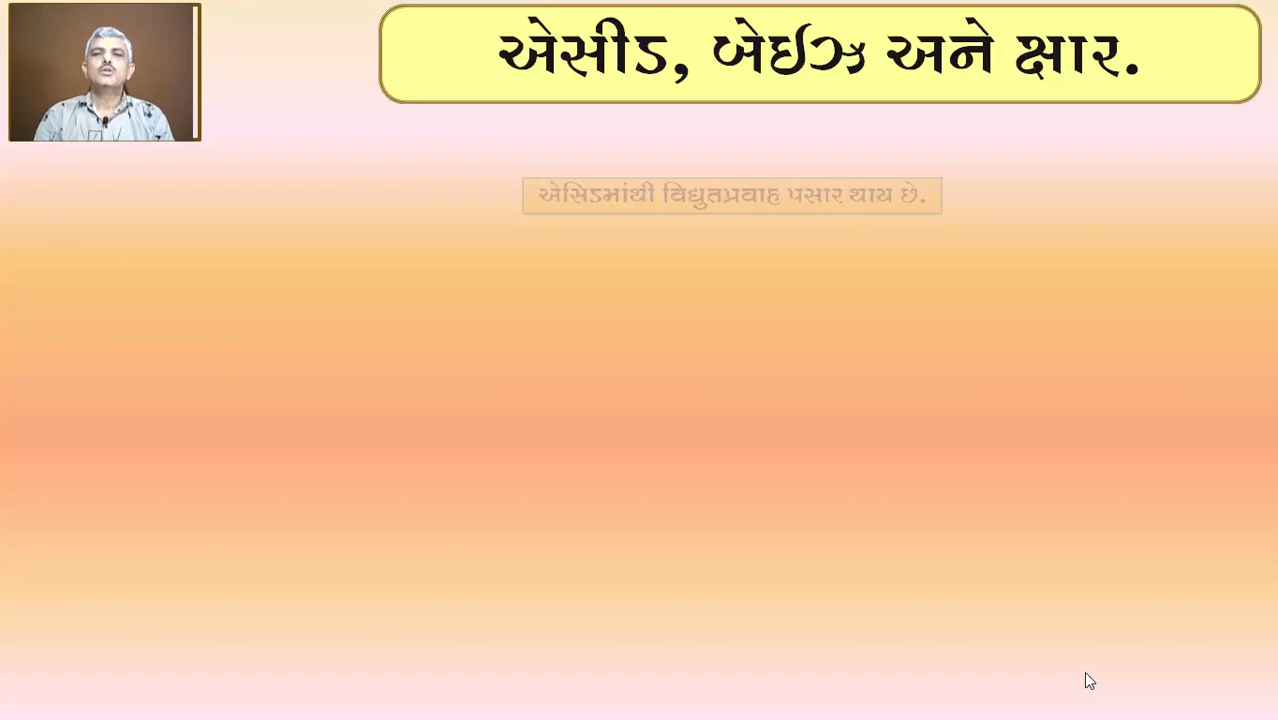 એસીડ, બેઈઝ અને ક્ષાર.
એસિડમાંથી વિદ્યુતપ્રવાહ પસાર થાય છે.